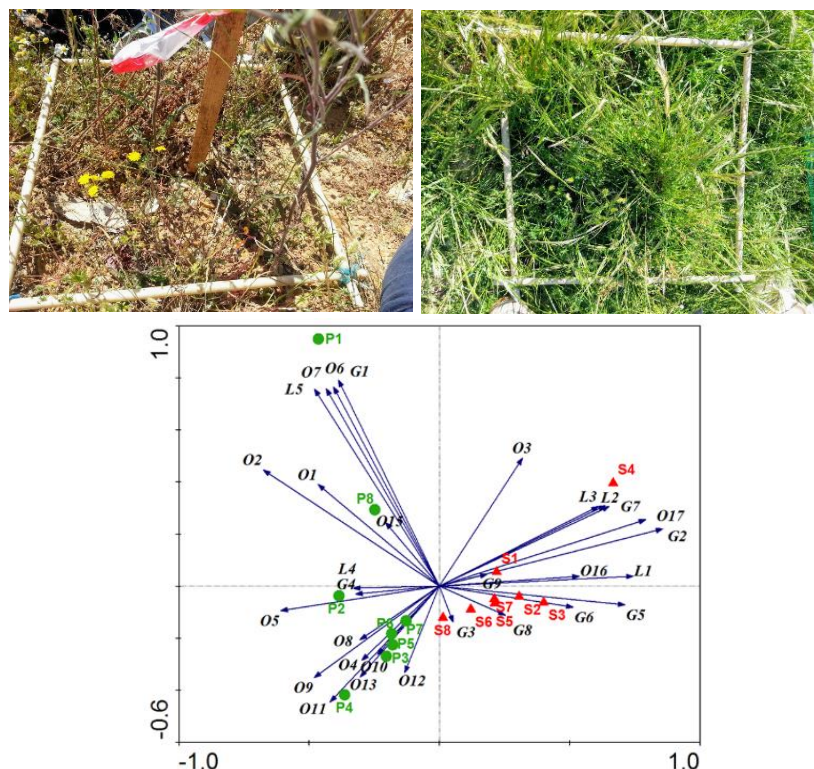 1.0
P1
O7 O6 G1
L5
O3
O2
O1
S4
P8
L3 L2 G7
O15
O17
G2
S1
L4
O16 L1
G4
G9
P2
S7 S2 S3
O5
G6 G5
P6 P7
S6 S5 G8
O8
S8 G3
P5
O4 P3 O10
O12
O9
O13
O11 P4
-0.6
-1.0 1.0